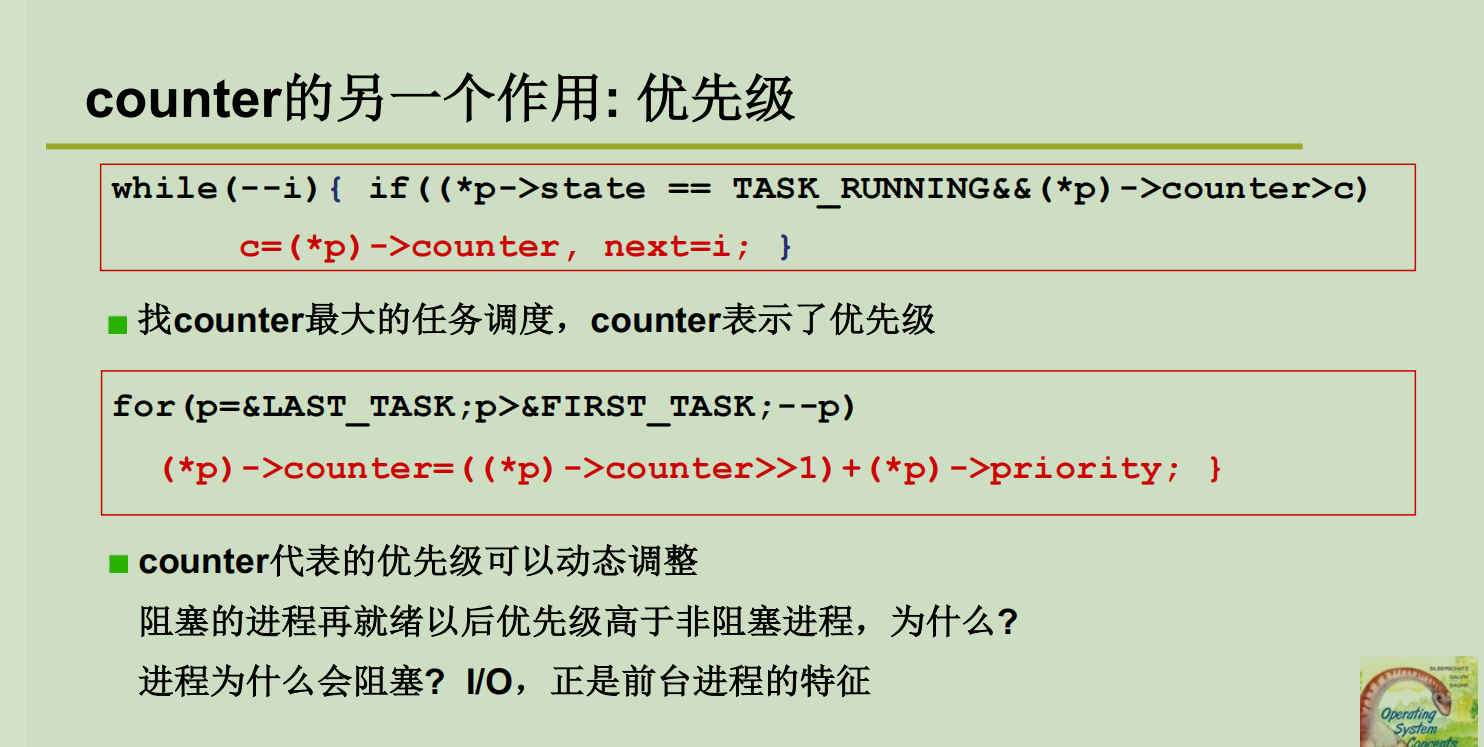 counter的另一个作用: 优先级
while(--i){ if((*p->state == TASK_RUNNING&&(*p)->counter>c)
c=(*p)->counter, next=i; }
找counter最大的任务调度，counter表示了优先级
for(p=&LAST_TASK;p>&FIRST_TASK;--p)
(*p)->counter=((*p)->counter>>1)+(*p)->priority; }
counter代表的优先级可以动态调整
阻塞的进程再就绪以后优先级高于非阻塞进程，为什么?
进程为什么会阻塞? I/O，正是前台进程的特征
SILBERSCHATZ
GALVIN
GAGNE
Operating
System
Concepts